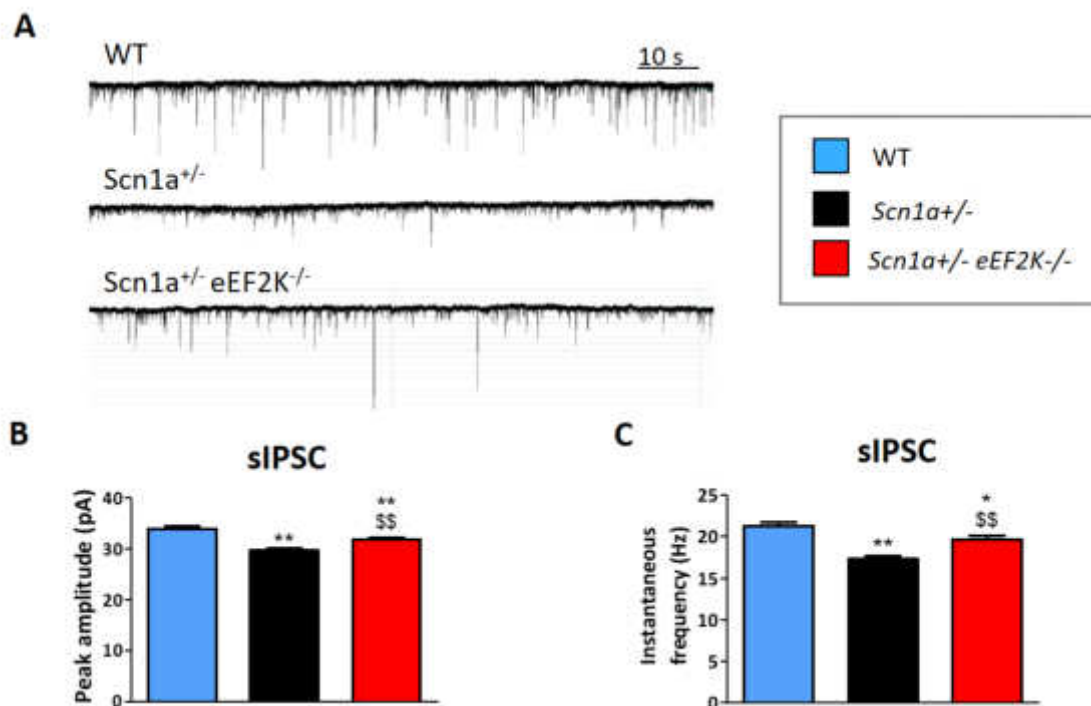 A
WT
10 s
Scn1a+/-
Scn1a+/- eEF2K-/-
WT
Scn1a+/-
Scn1a+/- eEF2K-/-
B
sIPSC
Peak amplitude (pA)
40
30
20
10
0
**
**
$$
C
sIPSC
Instantaneous
frequency (Hz)
25
20
15
10
5
0
**
*
$$